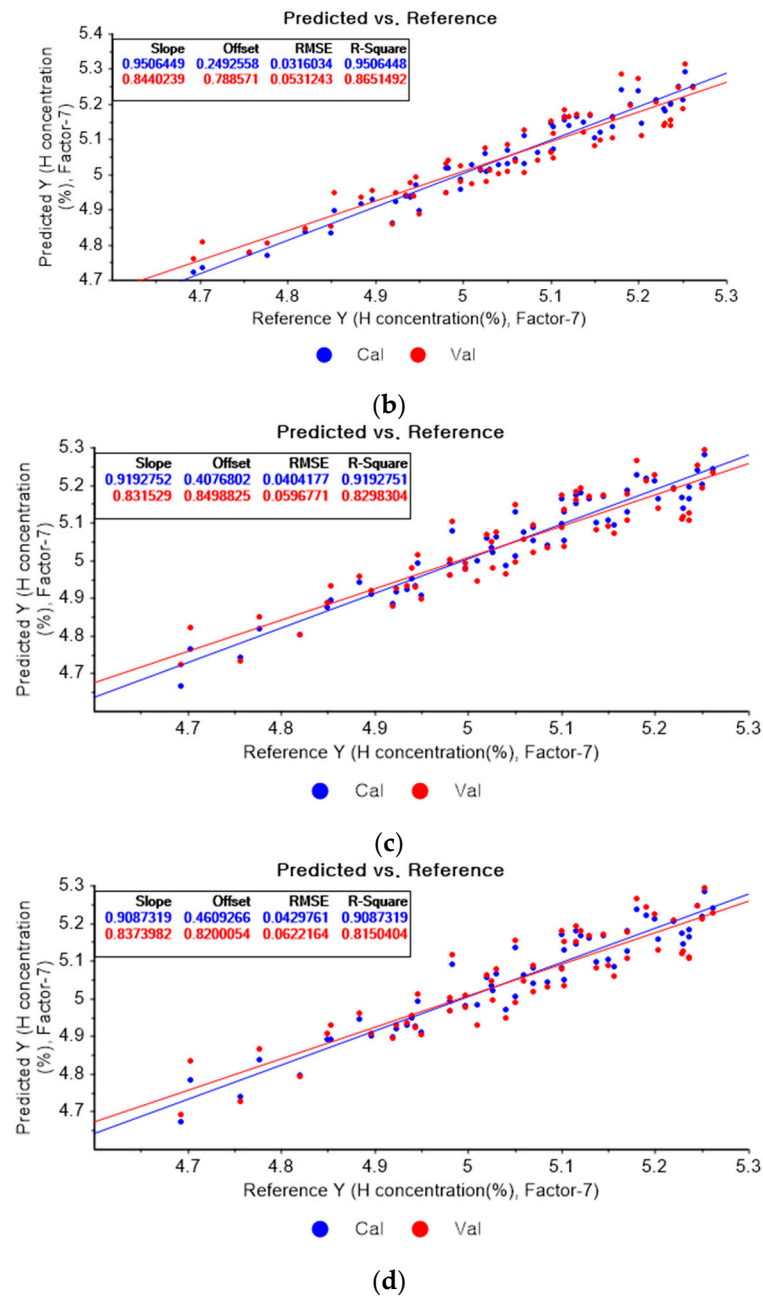 Predicted vs. Reference
Slope Offset RMSE R-Square
0.9506449 0.2492558 0.0316034 0.9506448
0.8440239 0.788571 0.0531243 0.8651492
Predicted Y (H concentration
(%), Factor-7)
5.4
5.3
5.2
5.1
5
4.9
4.8
4.7
4.7 4.8 4.9 5 5.1 5.2 5.3
Reference Y (H concentration(%), Factor-7)
Cal Val
(b)
Predicted vs. Reference
Slope Offset RMSE R-Square
0.9192752 0.4076802 0.0404177 0.9192751
0.831529 0.8498825 0.0596771 0.8298304
Predicted Y (H concentration
(%), Factor-7)
5.3
5.2
5.1
5
4.9
4.8
4.7
4.7 4.8 4.9 5 5.1 5.2 5.3
Reference Y (H concentration(%), Factor-7)
Cal Val
(c)
Predicted vs. Reference
Slope Offset RMSE R-Square
0.9087319 0.4609266 0.0429761 0.9087319
0.8373982 0.8200054 0.0622164 0.8150404
Predicted Y (H concentration
(%), Factor-7)
5.3
5.2
5.1
5
4.9
4.8
4.7
4.7 4.8 4.9 5 5.1 5.2 5.3
Reference Y (H concentration(%), Factor-7)
Cal Val
(d)